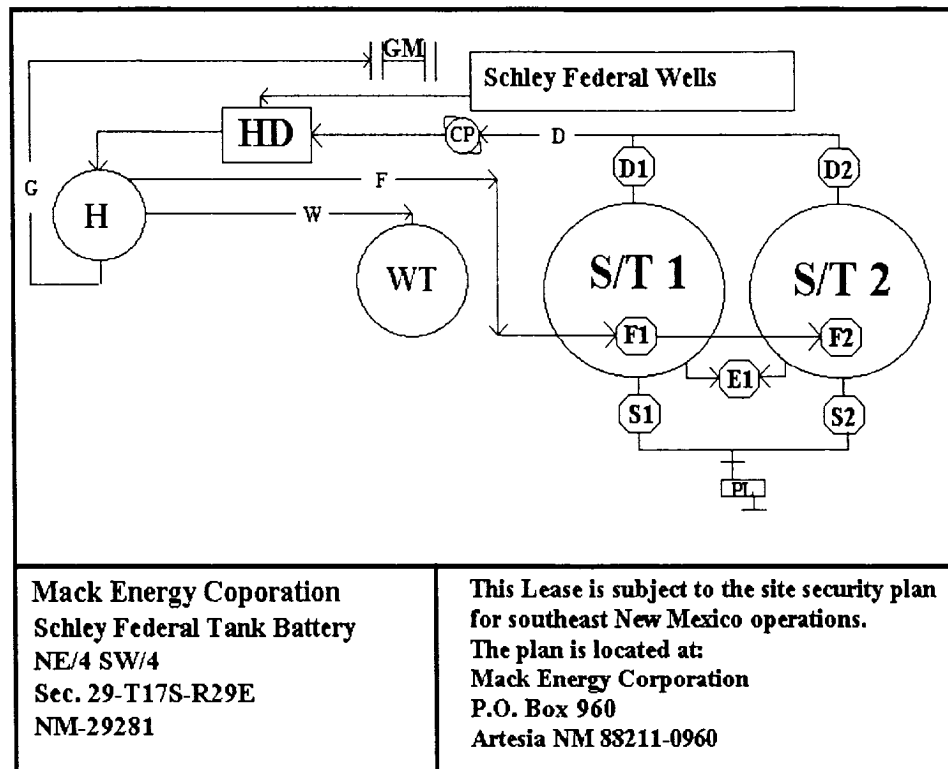 GM
Schley Federal Wells
HD
CP
D
D1
D2
G
F
H
W
WT
S/T 1
S/T 2
F1
F2
E1
S1
S2
PL
Mack Energy Coporation
Schley Federal Tank Battery
NE/4 SW/4
Sec. 29-T17S-R29E
NM-29281
This Lease is subject to the site security plan
for southeast New Mexico operations.
The plan is located at:
Mack Energy Corporation
P.O. Box 960
Artesia NM 88211-0960